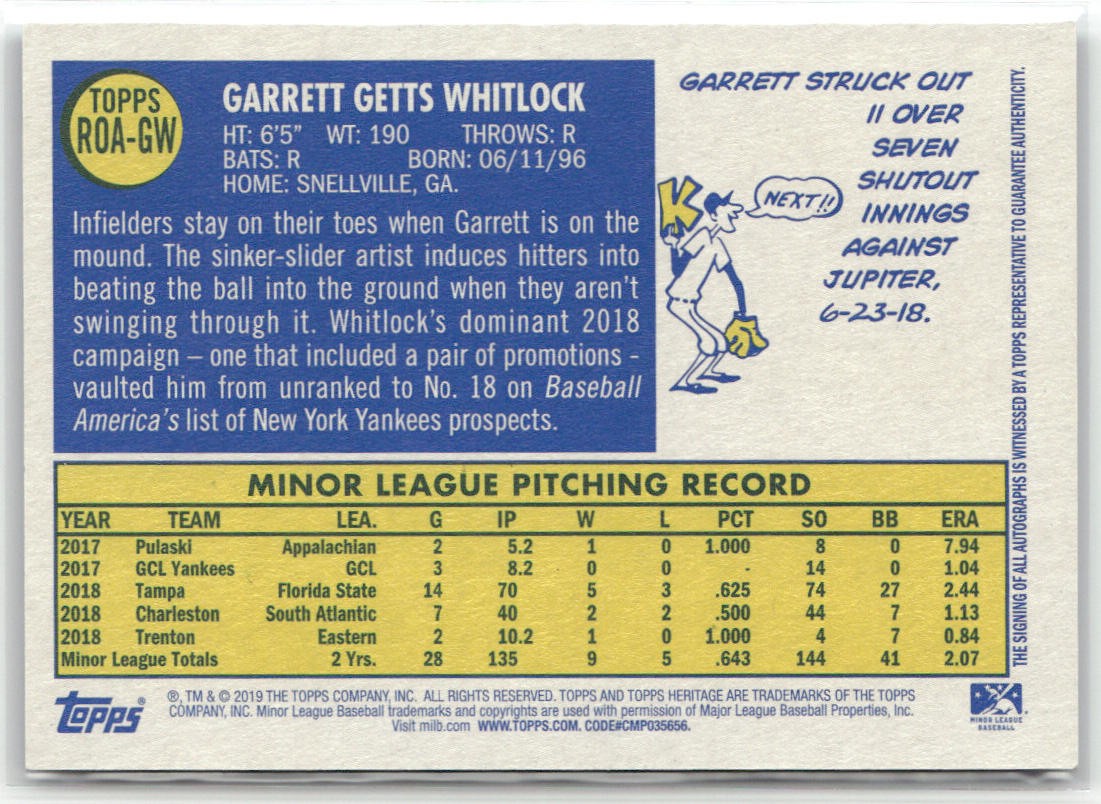 TOPPS
ROA-GW
GARRETT GETTS WHITLOCK
HT: 6'5" WT: 190 THROWS: R
BATS: R BORN: 06/11/96
HOME: SNELLVILLE, GA.
Infielders stay on their toes when Garrett is on the
mound. The sinker-slider artist induces hitters into
beating the ball into the ground when they aren't
swinging through it. Whitlock's dominant 2018
campaign – one that included a pair of promotions -
vaulted him from unranked to No. 18 on Baseball
America's list of New York Yankees prospects.
GARRETT STRUCK OUT
11 OVER
SEVEN
SHUTOUT
INNINGS
AGAINST
JUPITER,
6-23-18.
K
NEXT!!
THE SIGNING OF ALL AUTOGRAPHS IS WITNESSED BY A TOPPS REPRESENTATIVE TO GUARANTEE AUTHENTICITY.
MINOR LEAGUE PITCHING RECORD
YEAR TEAM LEA. G IP W L PCT SO BB ERA
2017 Pulaski Appalachian 2 5.2 1 0 1.000 8 0 7.94
2017 GCL Yankees GCL 3 8.2 0 0 - 14 0 1.04
2018 Tampa Florida State 14 70 5 3 .625 74 27 2.44
2018 Charleston South Atlantic 7 40 2 2 .500 44 7 1.13
2018 Trenton Eastern 2 10.2 1 0 1.000 4 7 0.84
Minor League Totals 2 Yrs. 28 135 9 5 .643 144 41 2.07
Topps®
®, TM & © 2019 THE TOPPS COMPANY, INC. ALL RIGHTS RESERVED. TOPPS AND TOPPS HERITAGE ARE TRADEMARKS OF THE TOPPS
COMPANY, INC. Minor League Baseball trademarks and copyrights are used with permission of Major League Baseball Properties, Inc.
Visit milb.com WWW.TOPPS.COM. CODE#CMP035656.
MINOR LEAGUE
BASEBALL